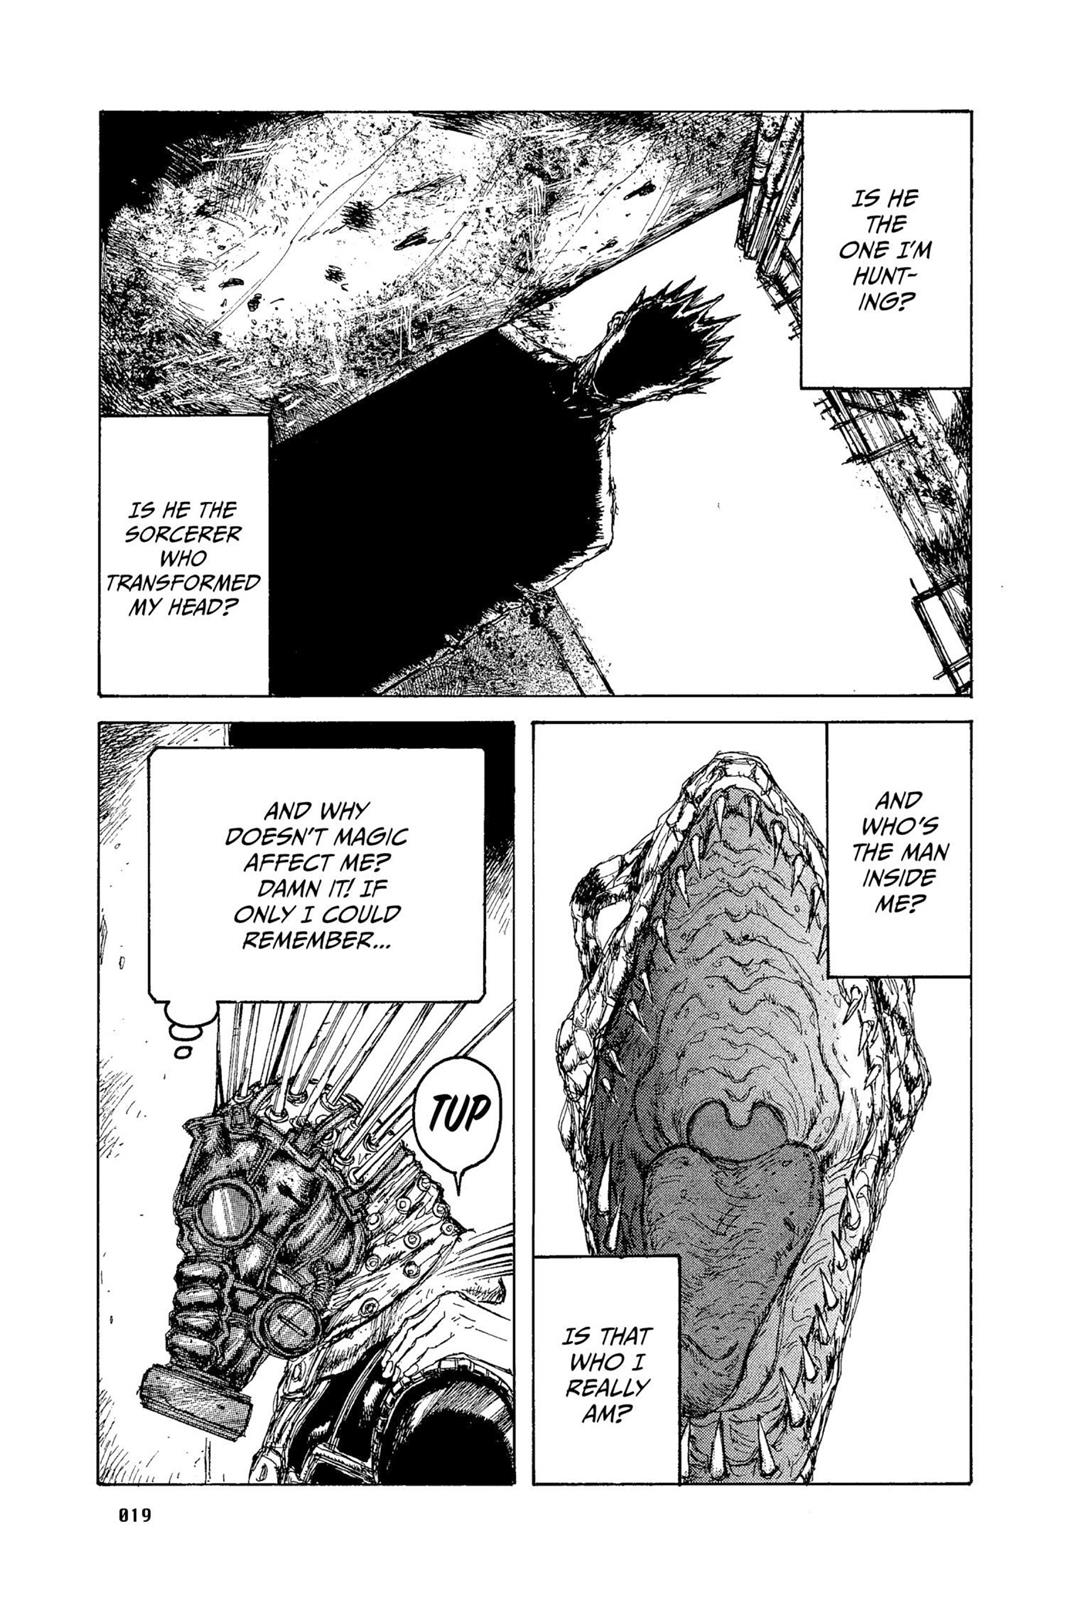 IS HE
THE
ONE I'M
HUNT-
ING?
IS HE THE
SORCERER
WHO
TRANSFORMED
MY HEAD?
AND
WHO'S
THE MAN
INSIDE
ME?
IS THAT
WHO I
REALLY
AM?
AND WHY
DOESN'T MAGIC
AFFECT ME?
DAMN IT! IF
ONLY I COULD
REMEMBER...
TUP
019